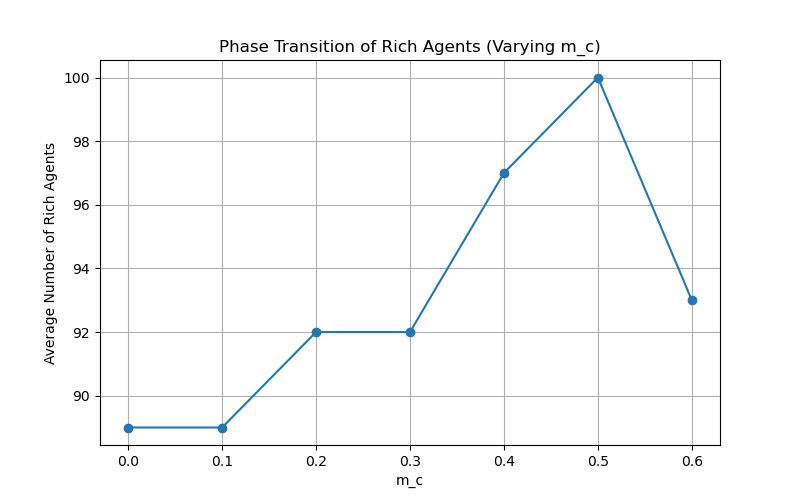 Phase Transition of Rich Agents (Varying m_c)
Average Number of Rich Agents
100
98
96
94
92
90
0.0 0.1 0.2 0.3 0.4 0.5 0.6
m_c